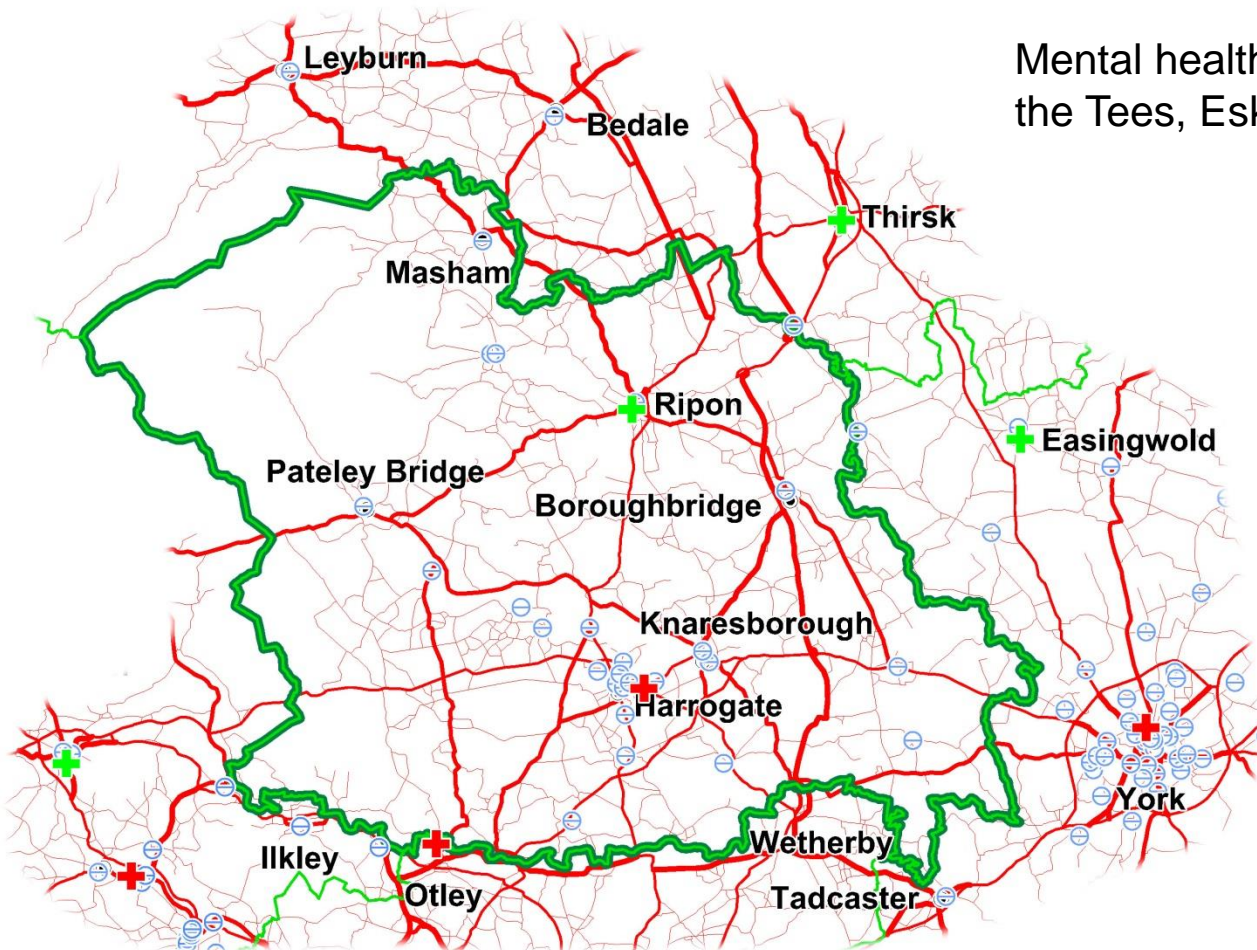 Mental health
the Tees, Esk
Leyburn
Bedale
Thirsk
Masham
Ripon
Easingwold
Pateley Bridge
Boroughbridge
Knaresborough
Harrogate
York
Wetherby
Ilkley
Otley
Tadcaster